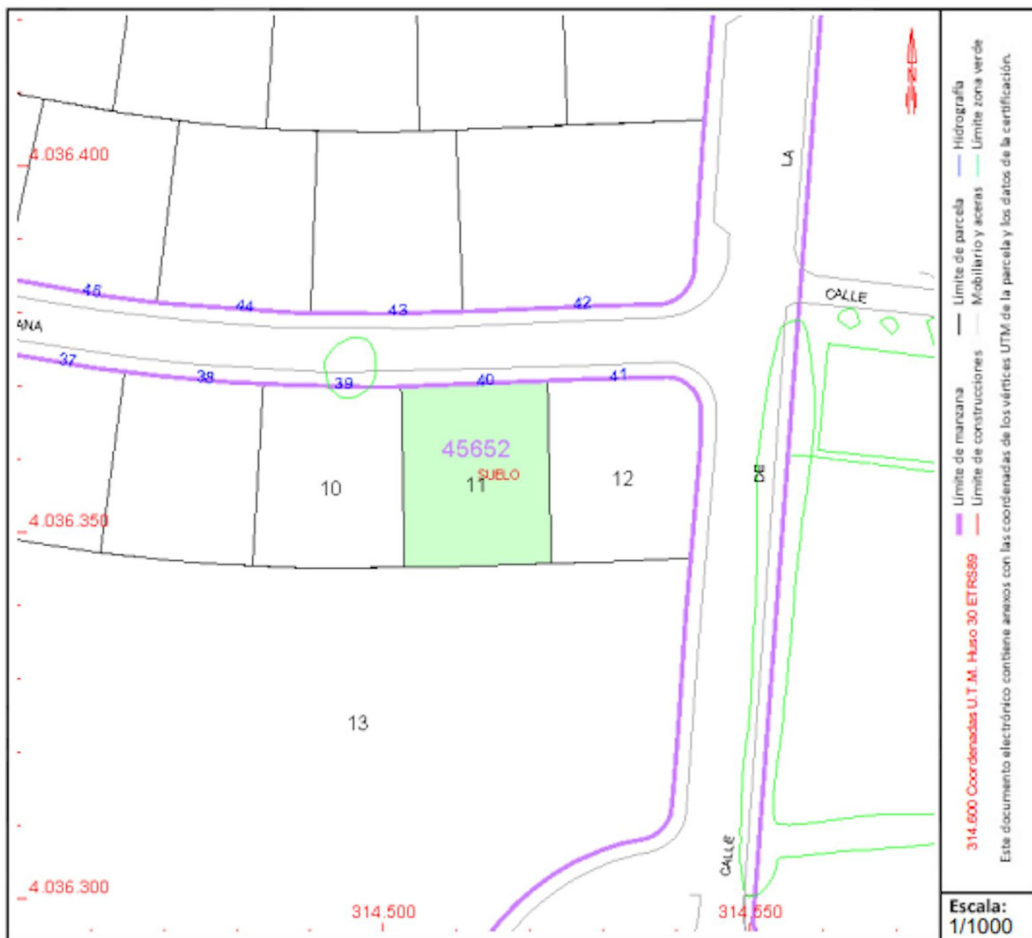 LA
4.036.400
CALLE
45
44
43
42
ANA
37
38
39
40
41
45652
SUELO
10
11
12
DE
4.036.350
13
CALLE
4.036.300
314.500
314.550
Límite de manzana
Límite de parcela
Hidrografía
Límite de construcciones
Mobiliario y aceras
Límite zona verde
314.600 Coordenadas U.T.M. Huso 30 ETRS89
Este documento electrónico contiene anexos con las coordenadas de los vértices UTM de la parcela y los datos de la certificación.
Escala:
1/1000